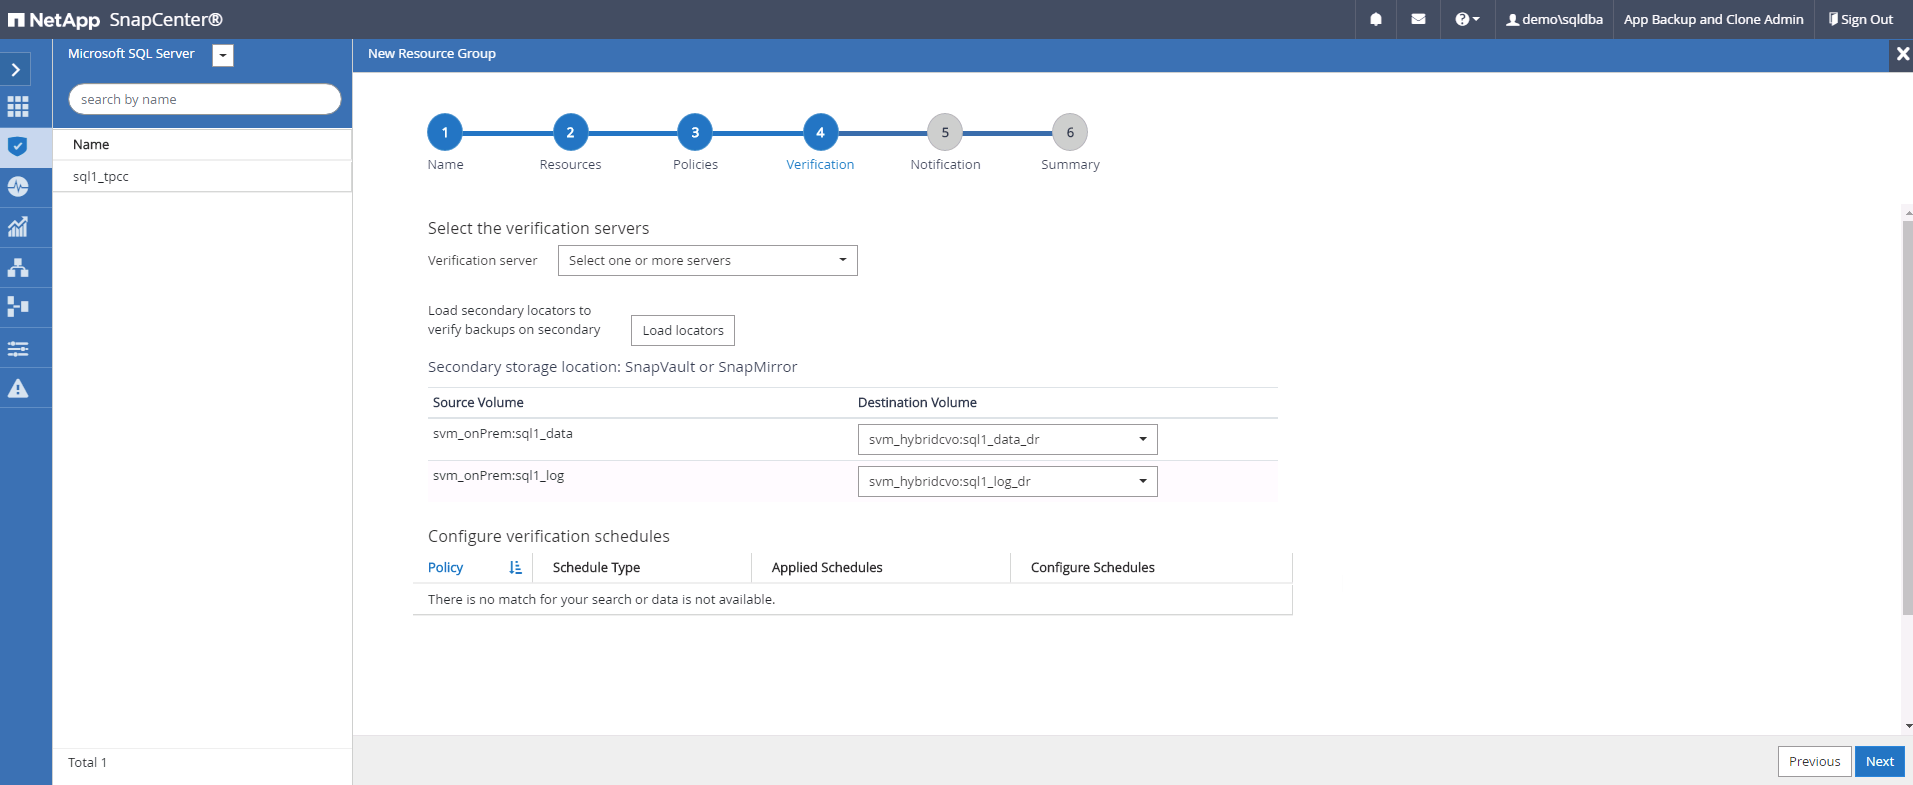 NetApp SnapCenter®
demo\sqldba
App Backup and Clone Admin
Sign Out
Microsoft SQL Server
search by name
Name
sql1_tpcc
Total 1
New Resource Group
1
2
3
4
5
6
Name
Resources
Policies
Verification
Notification
Summary
Select the verification servers
Verification server
Select one or more servers
Load secondary locators to
verify backups on secondary
Load locators
Secondary storage location: SnapVault or SnapMirror
Source Volume
Destination Volume
svm_onPrem:sql1_data
svm_hybridcvo:sql1_data_dr
svm_onPrem:sql1_log
svm_hybridcvo:sql1_log_dr
Configure verification schedules
Policy
Schedule Type
Applied Schedules
Configure Schedules
There is no match for your search or data is not available.
Previous
Next